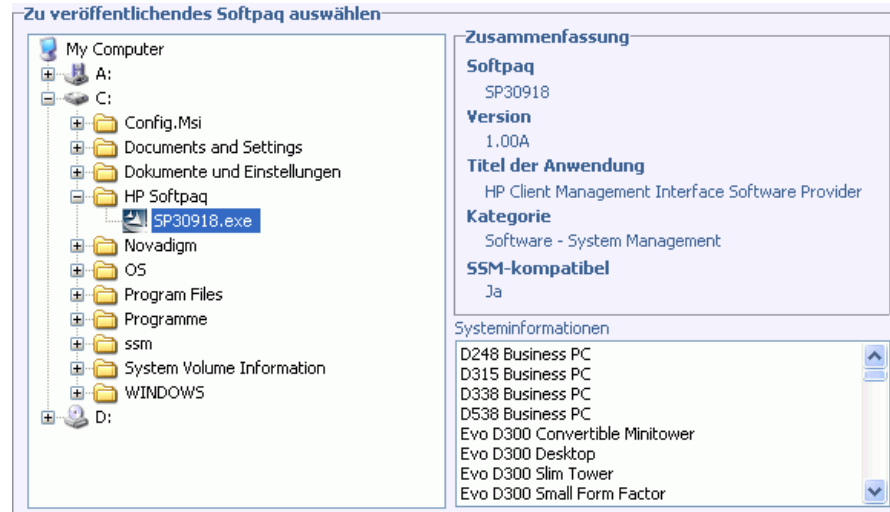 Zu veröffentlichendes Softpaq auswählen
My Computer
A:
C:
Config.Msi
Documents and Settings
Dokumente und Einstellungen
HP Softpaq
SP30918.exe
Novadigm
OS
Program Files
Programme
ssm
System Volume Information
WINDOWS
D:
Zusammenfassung
Softpaq
SP30918
Version
1.00A
Titel der Anwendung
HP Client Management Interface Software Provider
Kategorie
Software - System Management
SSM-kompatibel
Ja
Systeminformationen
D248 Business PC
D315 Business PC
D338 Business PC
D538 Business PC
Evo D300 Convertible Minitower
Evo D300 Desktop
Evo D300 Slim Tower
Evo D300 Small Form Factor